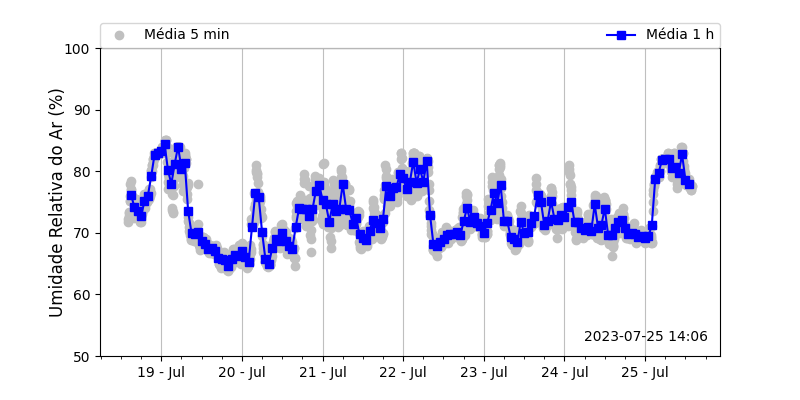 Média 5 min
Média 1 h
Umidade Relativa do Ar (%)
100
90
80
70
60
50
2023-07-25 14:06
19 - Jul
20 - Jul
21 - Jul
22 - Jul
23 - Jul
24 - Jul
25 - Jul